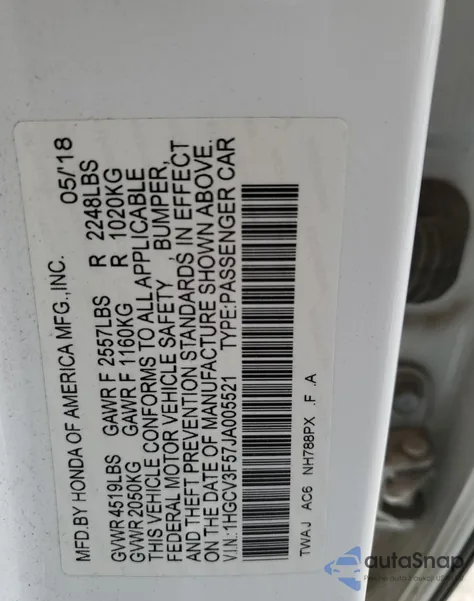 MFD.BY HONDA OF AMERICA MFG.,INC. 05/'18
GVWR4519LBS GAWR F 2557LBS R 2248LBS
GVWR2050KG GAWR F 1160KG R 1020KG
THIS VEHICLE CONFORMS TO ALL APPLICABLE
FEDERAL MOTOR VEHICLE SAFETY , BUMPER,
AND THEFT PREVENTION STANDARDS IN EFFECT
ON THE DATE OF MANUFACTURE SHOWN ABOVE.
V.I.N.:1HGCV3F57JA005521 TYPE:PASSENGER CAR
TWAJ AC6 NH788PX .F .A
autoSnap